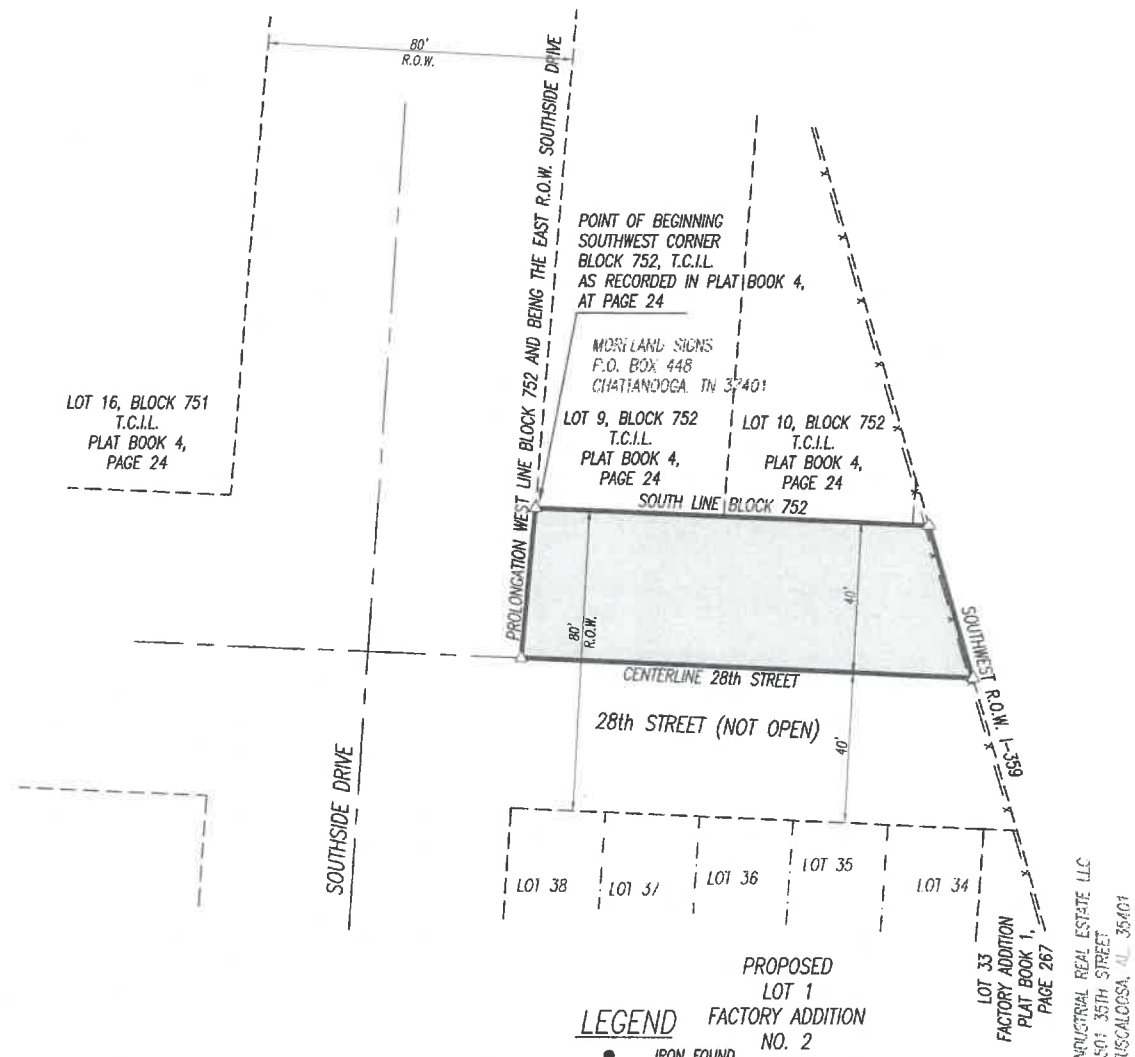 80'
R.O.W.
PROLONGATION WEST LINE BLOCK 752 AND BEING THE EAST R.O.W. SOUTHSIDE DRIVE
POINT OF BEGINNING
SOUTHWEST CORNER
BLOCK 752, T.C.I.L.
AS RECORDED IN PLAT BOOK 4,
AT PAGE 24
MORELAND SIGNS
P.O. BOX 448
CHATTANOOGA, TN 37401
LOT 16, BLOCK 751
T.C.I.L.
PLAT BOOK 4,
PAGE 24
LOT 9, BLOCK 752
T.C.I.L.
PLAT BOOK 4,
PAGE 24
LOT 10, BLOCK 752
T.C.I.L.
PLAT BOOK 4,
PAGE 24
SOUTH LINE BLOCK 752
80'
R.O.W.
40'
SOUTHWEST R.O.W. I-359
CENTERLINE 28th STREET
28th STREET (NOT OPEN)
40'
SOUTHSIDE DRIVE
LOT 38
LOT 37
LOT 36
LOT 35
LOT 34
LOT 33
FACTORY ADDITION
PLAT BOOK 1,
PAGE 267
REAL ESTATE LLC
501 35TH STREET
AL 35401
PROPOSED
LOT 1
FACTORY ADDITION
NO. 2
LEGEND
IRON FOUND